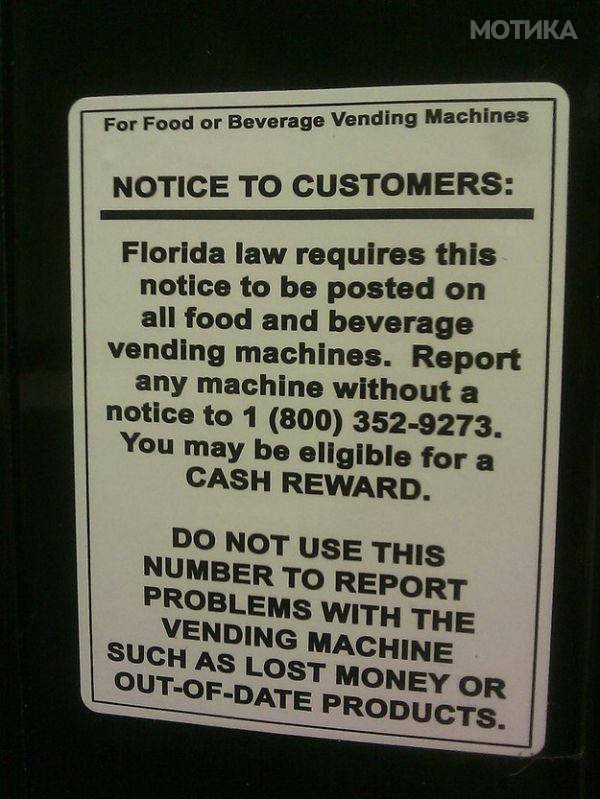 МОТИКА
For Food or Beverage Vending Machines
NOTICE TO CUSTOMERS:
Florida law requires this
notice to be posted on
all food and beverage
vending machines. Report
any machine without a
notice to 1 (800) 352-9273.
You may be eligible for a
CASH REWARD.
DO NOT USE THIS
NUMBER TO REPORT
PROBLEMS WITH THE
VENDING MACHINE
SUCH AS LOST MONEY OR
OUT-OF-DATE PRODUCTS.